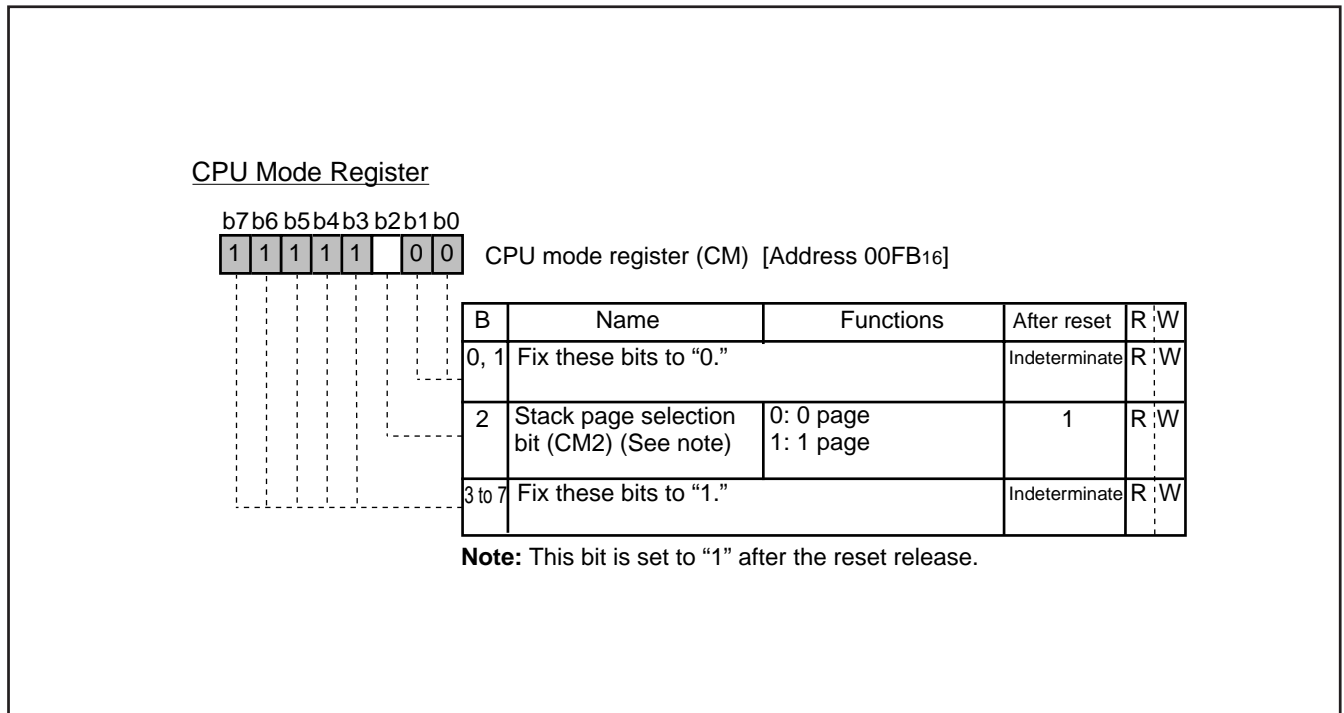 CPU Mode Register
b7 b6 b5 b4 b3 b2 b1 b0
1 1 1 1 1 0 0 CPU mode register (CM) [Address 00FB16]
B Name Functions After reset R W
0, 1 Fix these bits to “0.” Indeterminate R W
2 Stack page selection 0: 0 page 1 R W
bit (CM2) (See note) 1: 1 page
3 to 7 Fix these bits to “1.” Indeterminate R W
Note: This bit is set to “1” after the reset release.